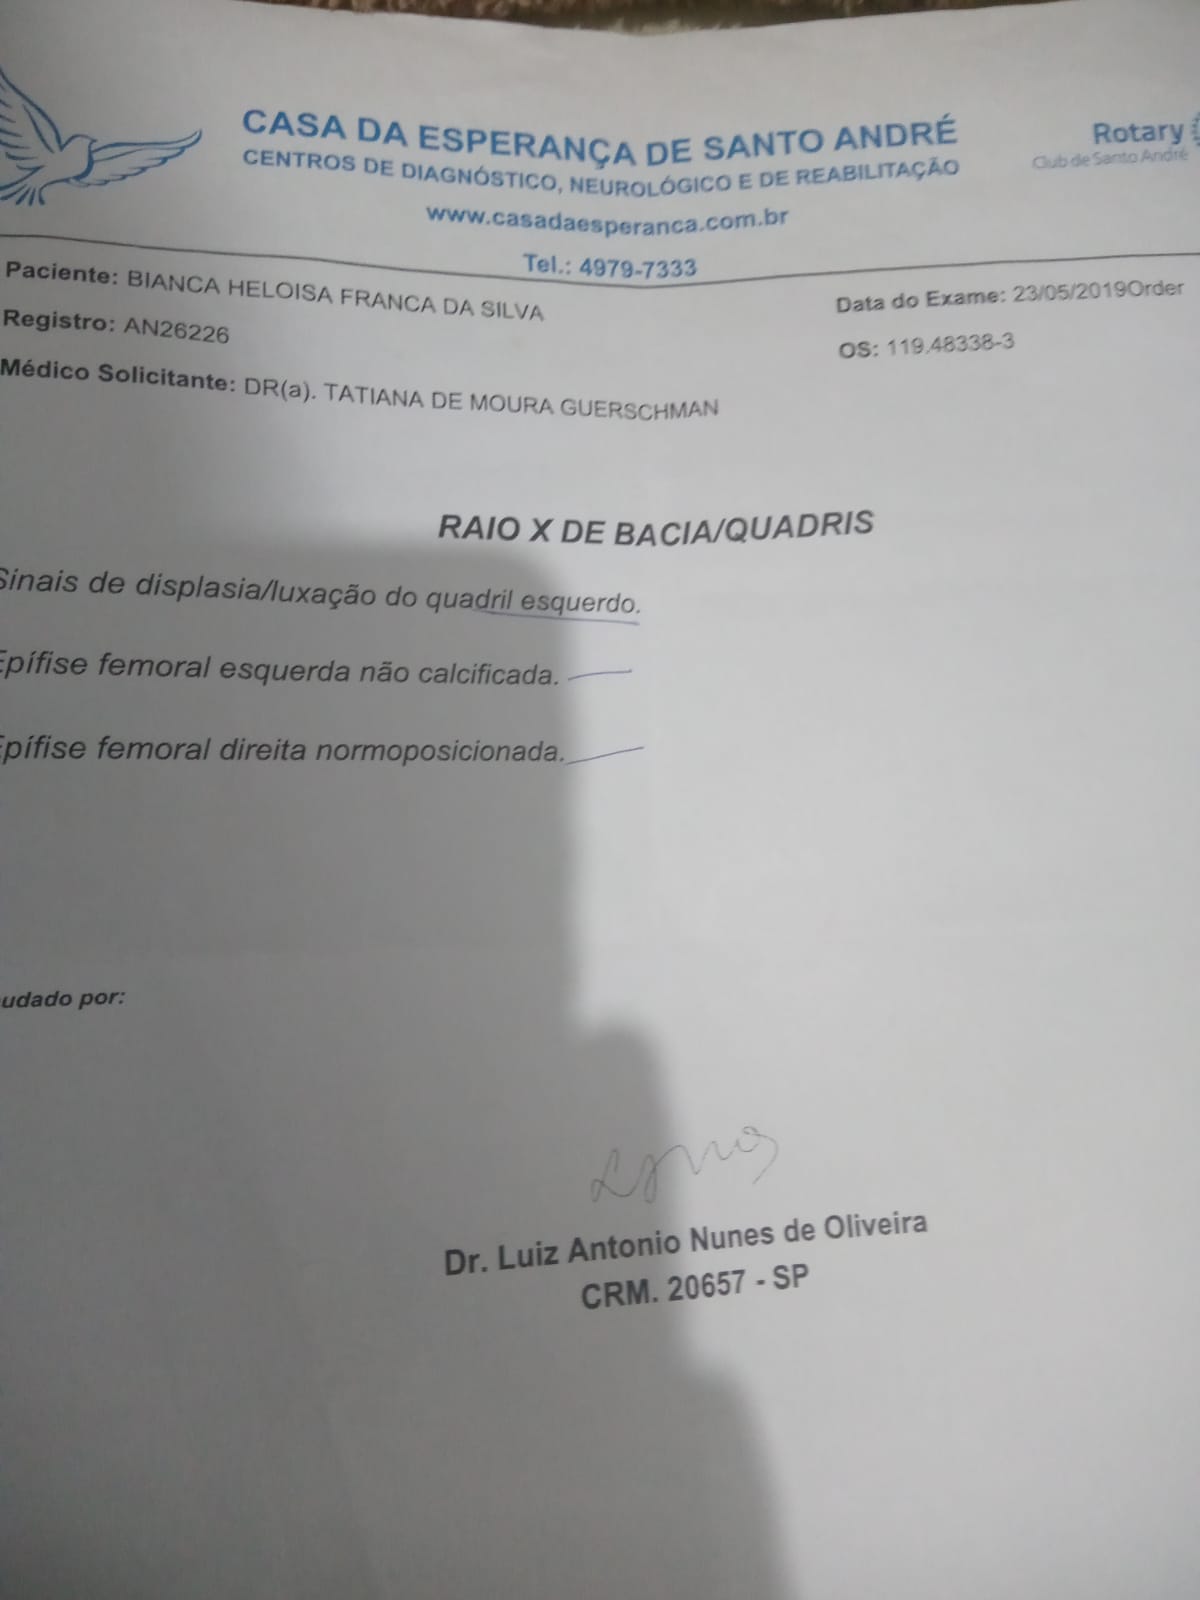 CASA DA ESPERANÇA DE SANTO ANDRÉ
CENTROS DE DIAGNÓSTICO, NEUROLÓGICO E DE REABILITAÇÃO
www.casadaesperanca.com.br
Tel.: 4979-7333
Rotary
Club de Santo André
Paciente: BIANCA HELOISA FRANCA DA SILVA
Registro: AN26226
Médico Solicitante: DR(a). TATIANA DE MOURA GUERSCHMAN
Data do Exame: 23/05/2019Order
OS: 119.48338-3
RAIO X DE BACIA/QUADRIS
Sinais de displasia/luxação do quadril esquerdo.
Epífise femoral esquerda não calcificada.
Epífise femoral direita normoposicionada.
udado por:
Dr. Luiz Antonio Nunes de Oliveira
CRM. 20657 - SP